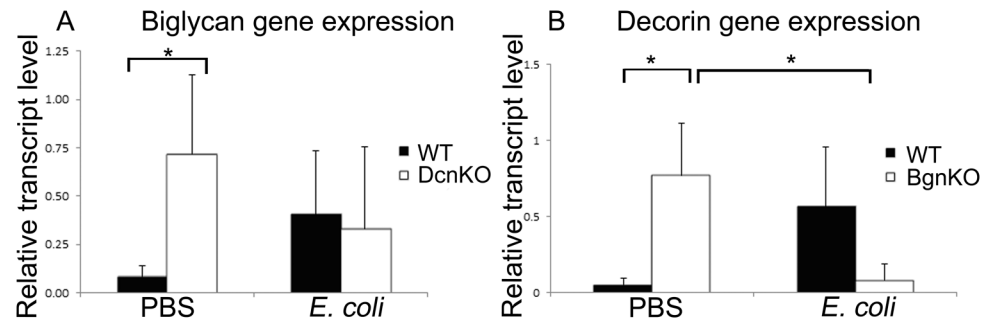 A Biglycan gene expression
Relative transcript level
1.25
1.00
0.75
0.50
0.25
0.00
*
WT
DcnKO
PBS E. coli
B Decorin gene expression
Relative transcript level
1.5
1
0.5
0
* *
WT
BgnKO
PBS E. coli